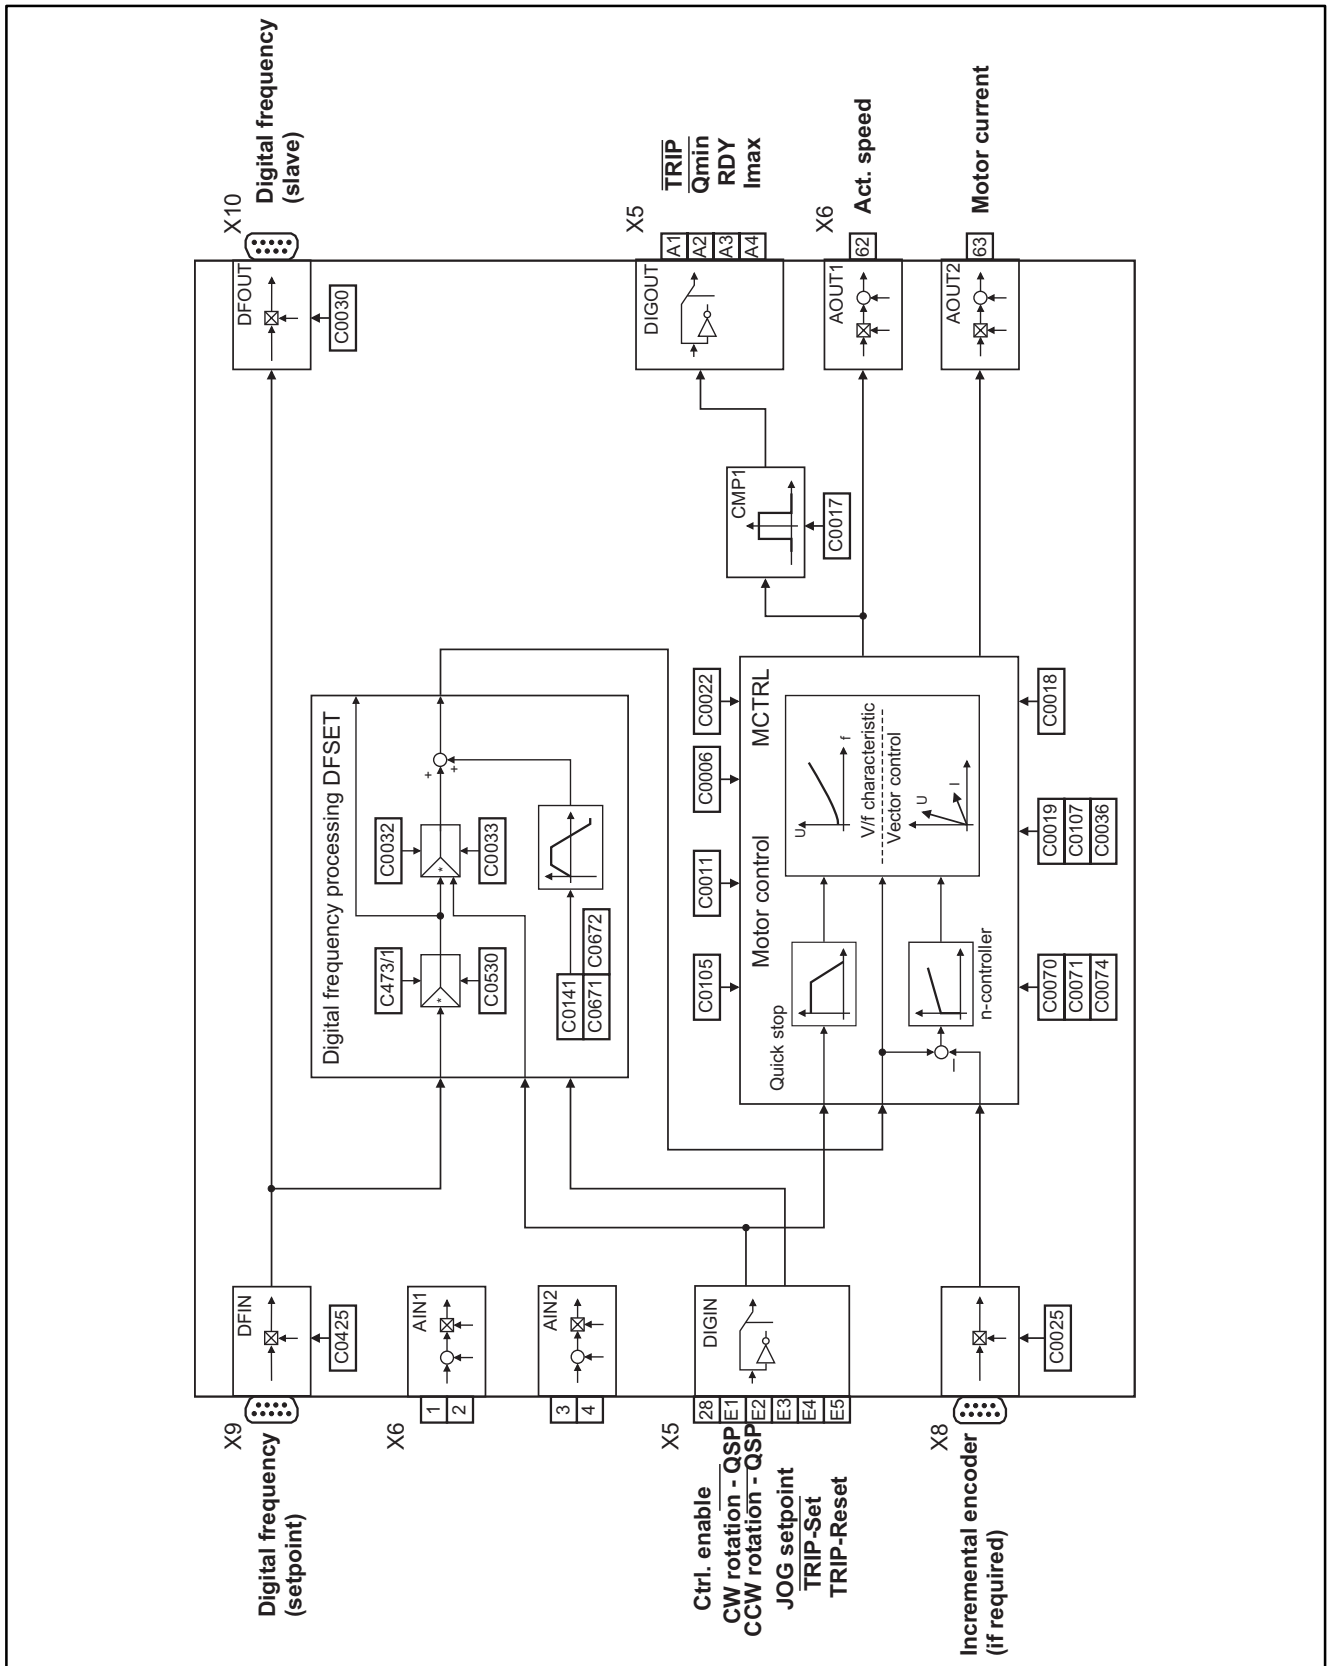 X9
Digital frequency
(setpoint)
DFIN
C0425
X6
1
2
AIN1
3
4
AIN2
X5
28
E1
E2
E3
E4
E5
Ctrl. enable
CW rotation - QSP
CCW rotation - QSP
JOG setpoint
TRIP-Set
TRIP-Reset
DIGIN
X8
Incremental encoder
(if required)
C0025
Digital frequency processing DFSET
C473/1
*
C0530
C0032
*
C0033
+
+
C0141
C0671
C0672
Motor control
MCTRL
C0105
C0011
C0006
C0022
Quick stop
n-controller
–
U
f
V/f characteristic
Vector control
U
I
C0070
C0071
C0074
C0019
C0107
C0036
C0018
CMP1
C0017
X10
Digital frequency
(slave)
DFOUT
C0030
X5
DIGOUT
A1
A2
A3
A4
TRIP
Qmin
RDY
Imax
X6
AOUT1
62
Act. speed
AOUT2
63
Motor current